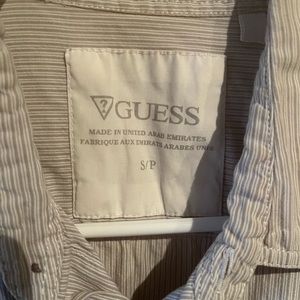 GUESS
MADE IN UNITED ARAB EMIRATES
FABRIQUE AUX EMIRATS ARABES UNIS
S/P